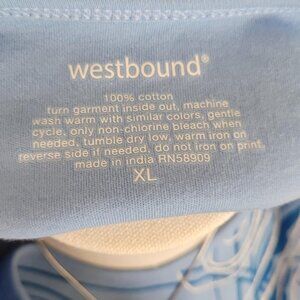 westbound®
100% cotton
turn garment inside out, machine
wash warm with similar colors, gentle
cycle, only non-chlorine bleach when
needed. tumble dry low, warm iron on
reverse side if needed, do not iron on print.
made in india RN58909
XL